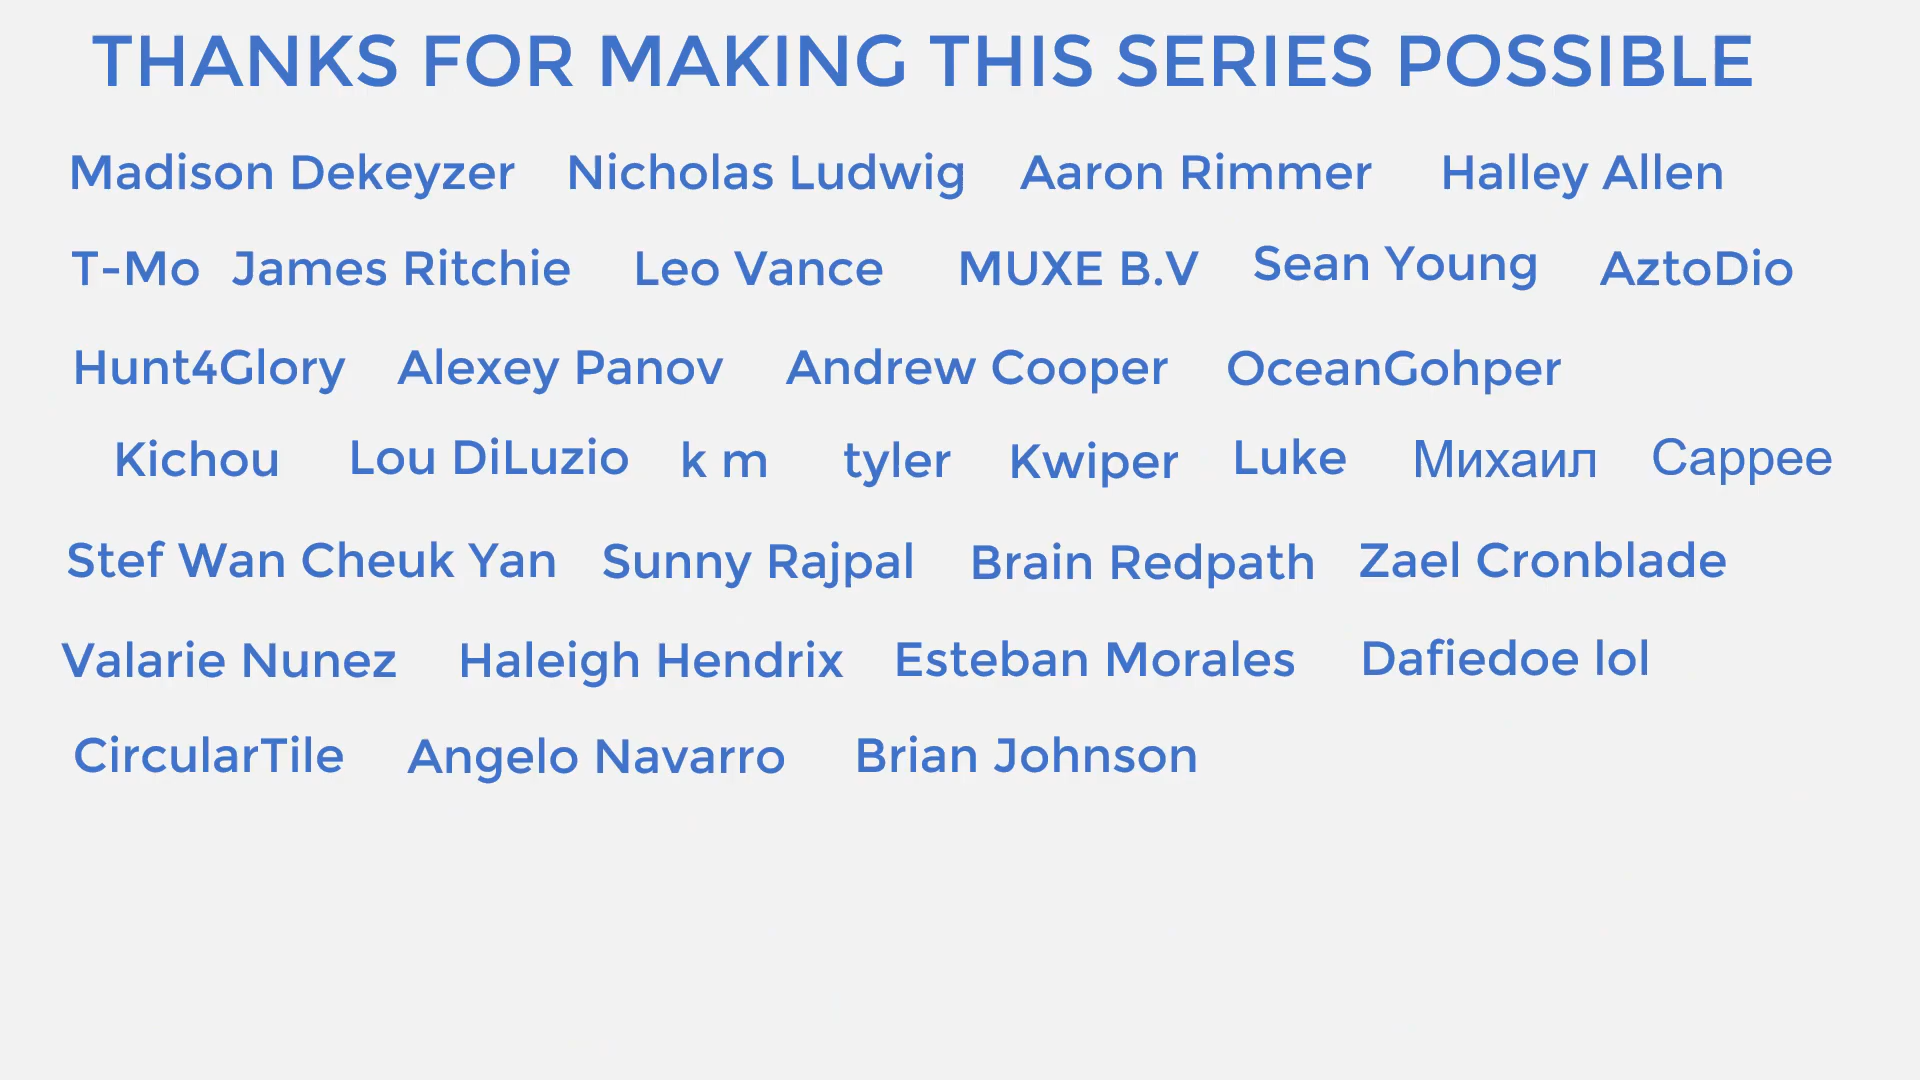 THANKS FOR MAKING THIS SERIES POSSIBLE
Madison Dekeyzer Nicholas Ludwig Aaron Rimmer Halley Allen
T-Mo James Ritchie Leo Vance MUXE B.V Sean Young AztoDio
Hunt4Glory Alexey Panov Andrew Cooper OceanGohper
Kichou Lou DiLuzio k m tyler Kwiper Luke Михаил Саррее
Stef Wan Cheuk Yan Sunny Rajpal Brain Redpath Zael Cronblade
Valarie Nunez Haleigh Hendrix Esteban Morales Dafiedoe lol
CircularTile Angelo Navarro Brian Johnson